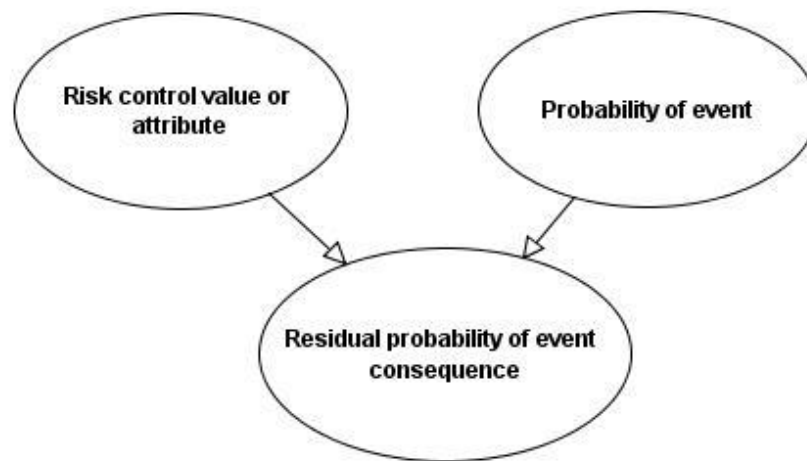 Risk control value or
attribute
Probability of event
Residual probability of event
consequence